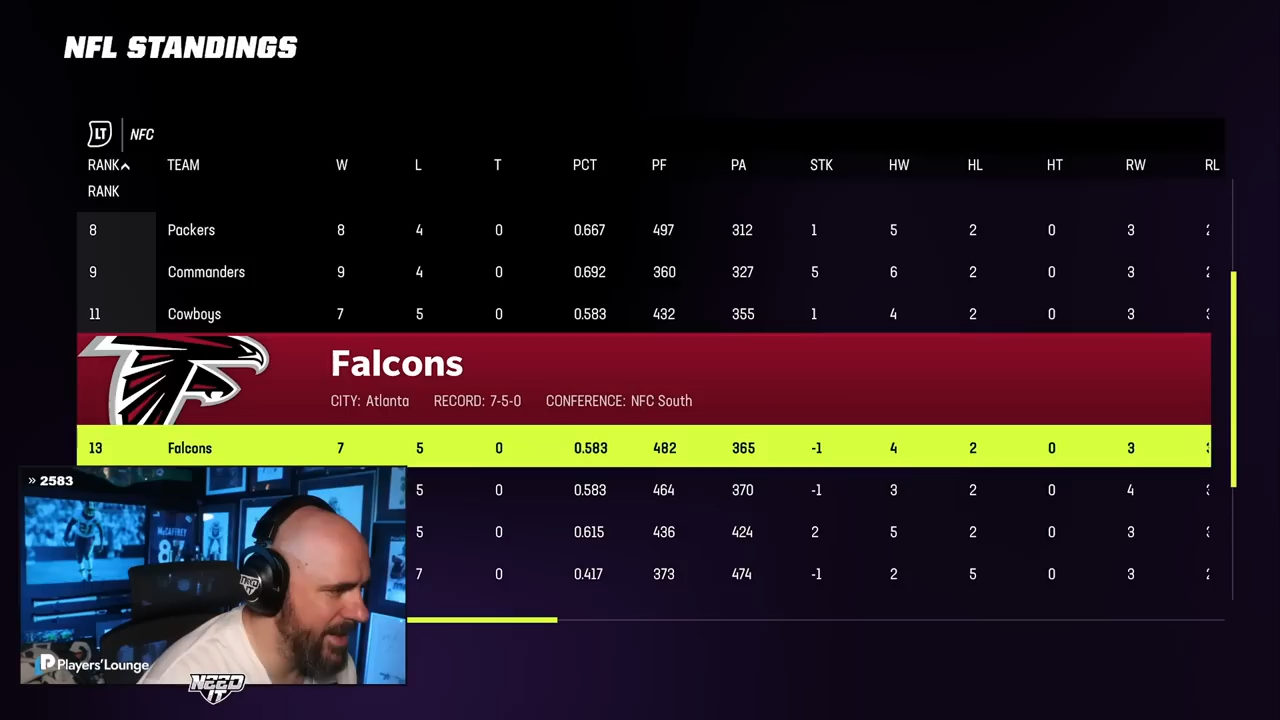 NFL STANDINGS
LT NFC
RANK TEAM W L T PCT PF PA STK HW HL HT RW RL
RANK
8 Packers 8 4 0 0.667 497 312 1 5 2 0 3
9 Commanders 9 4 0 0.692 360 327 5 6 2 0 3
11 Cowboys 7 5 0 0.583 432 355 1 4 2 0 3
Falcons
CITY: Atlanta RECORD: 7-5-0 CONFERENCE: NFC South
13 Falcons 7 5 0 0.583 482 365 -1 4 2 0 3
5 0 0.583 464 370 -1 3 2 0 4
5 0 0.615 436 424 2 5 2 0 3
7 0 0.417 373 474 -1 2 5 0 3
» 2583
McCAFFREY
Players' Lounge
NEED IT